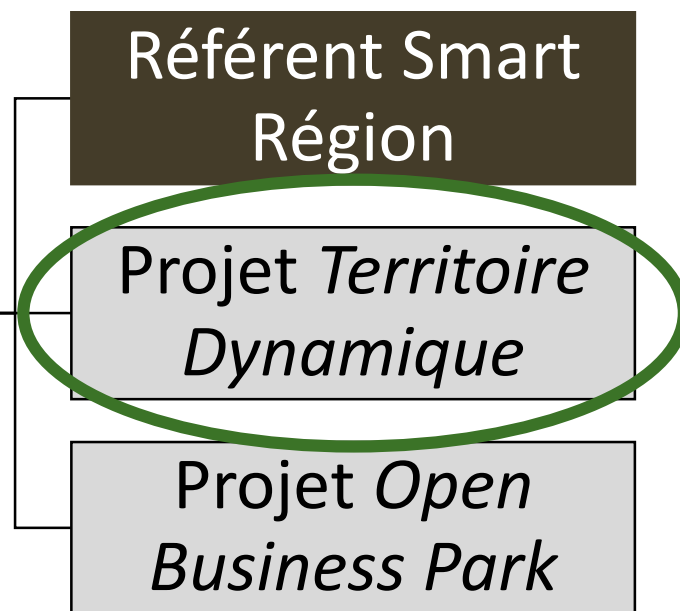 Référent Smart
Région
Projet Territoire
Dynamique
Projet Open
Business Park